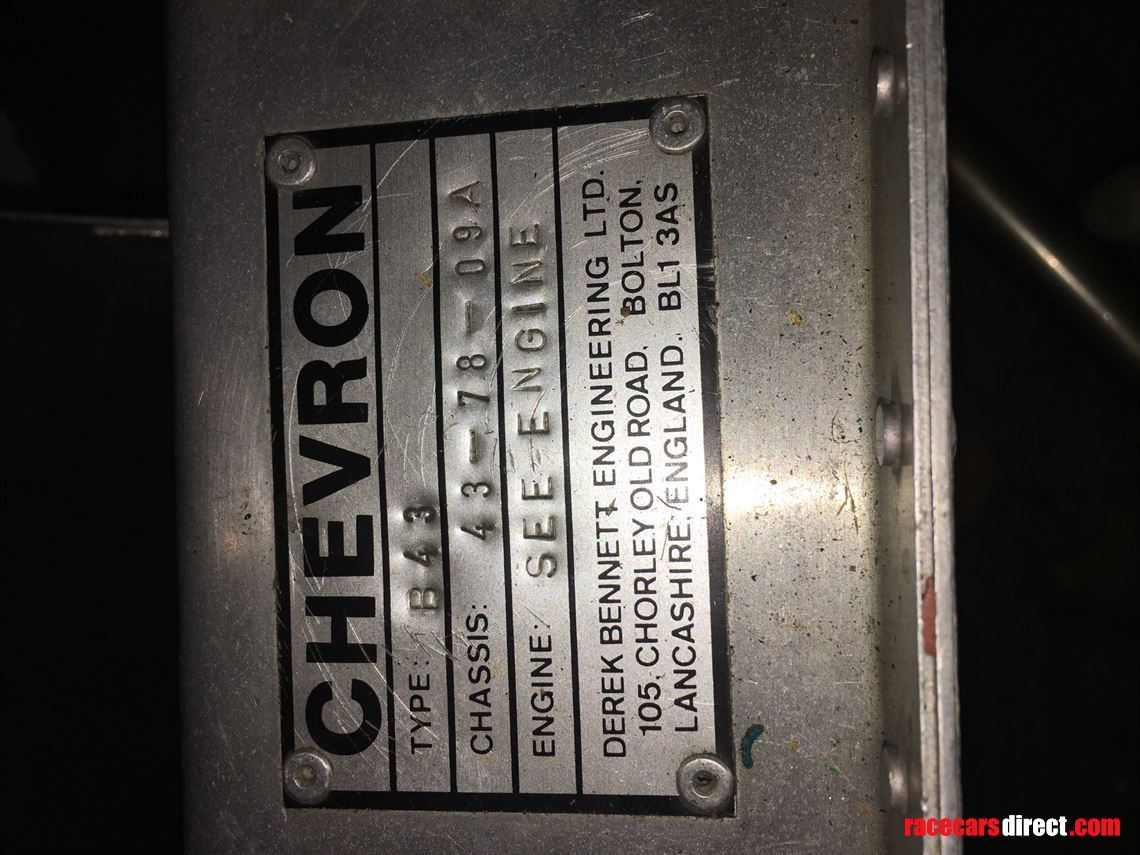 CHEVRON
TYPE: B43
CHASSIS: 43-78-09A
ENGINE: SEE ENGINE
DEREK BENNETT ENGINEERING LTD.
105, CHORLEY OLD ROAD, BOLTON,
LANCASHIRE, ENGLAND. BL1 3AS
racecarsdirect.com